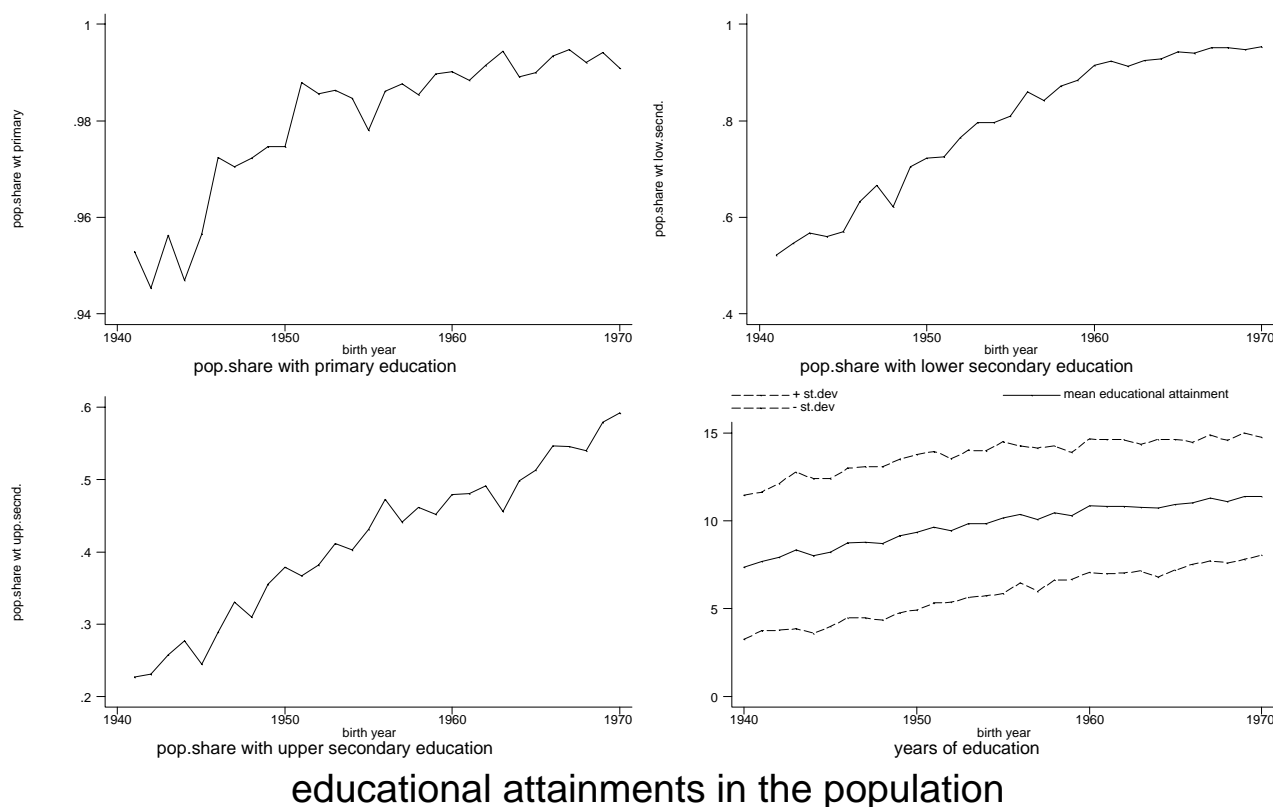 pop.share wt primary
1
.98
.96
.94
1940
1950
1960
1970
birth year
pop.share with primary education
pop.share wt low.secnd.
1
.8
.6
.4
1940
1950
1960
1970
birth year
pop.share with lower secondary education
pop.share wt upp.secnd.
.6
.5
.4
.3
.2
1940
1950
1960
1970
birth year
pop.share with upper secondary education
+ st.dev
mean educational attainment
- st.dev
15
10
5
0
1940
1950
1960
1970
birth year
years of education
educational attainments in the population